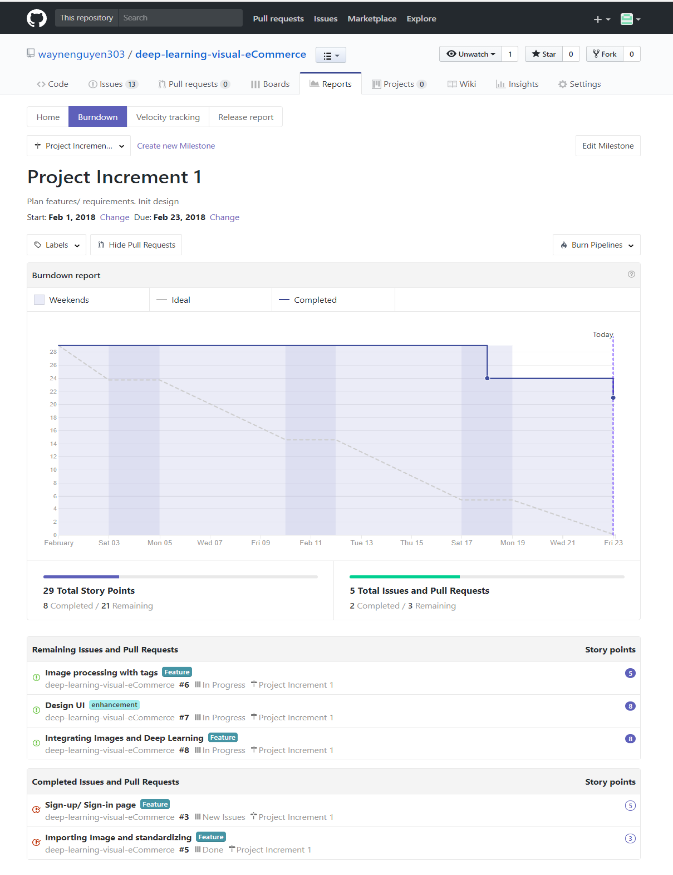 This repository Search Pull requests Issues Marketplace Explore
waynenguyen303 / deep-learning-visual-eCommerce Unwatch 1 Star 0 Fork 0
Code Issues 13 Pull requests 0 Boards Reports Projects 0 Wiki Insights Settings
Home Burndown Velocity tracking Release report
Project Incremen... Create new Milestone Edit Milestone
Project Increment 1
Plan features/ requirements. Init design
Start: Feb 1, 2018 Change Due: Feb 23, 2018 Change
Labels Hide Pull Requests Burn Pipelines
Burndown report
Weekends Ideal Completed
Today
28
26
24
22
20
18
16
14
12
10
8
6
4
2
0
February Sat 03 Mon 05 Wed 07 Fri 09 Feb 11 Tue 13 Thu 15 Sat 17 Mon 19 Wed 21 Fri 23
29 Total Story Points 5 Total Issues and Pull Requests
8 Completed / 21 Remaining 2 Completed / 3 Remaining
Remaining Issues and Pull Requests Story points
Image processing with tags Feature 5
deep-learning-visual-eCommerce #6 In Progress Project Increment 1
Design UI enhancement 8
deep-learning-visual-eCommerce #7 In Progress Project Increment 1
Integrating Images and Deep Learning Feature 8
deep-learning-visual-eCommerce #8 In Progress Project Increment 1
Completed Issues and Pull Requests Story points
Sign-up/ Sign-in page Feature 5
deep-learning-visual-eCommerce #3 New Issues Project Increment 1
Importing Image and standardizing Feature 3
deep-learning-visual-eCommerce #5 Done Project Increment 1